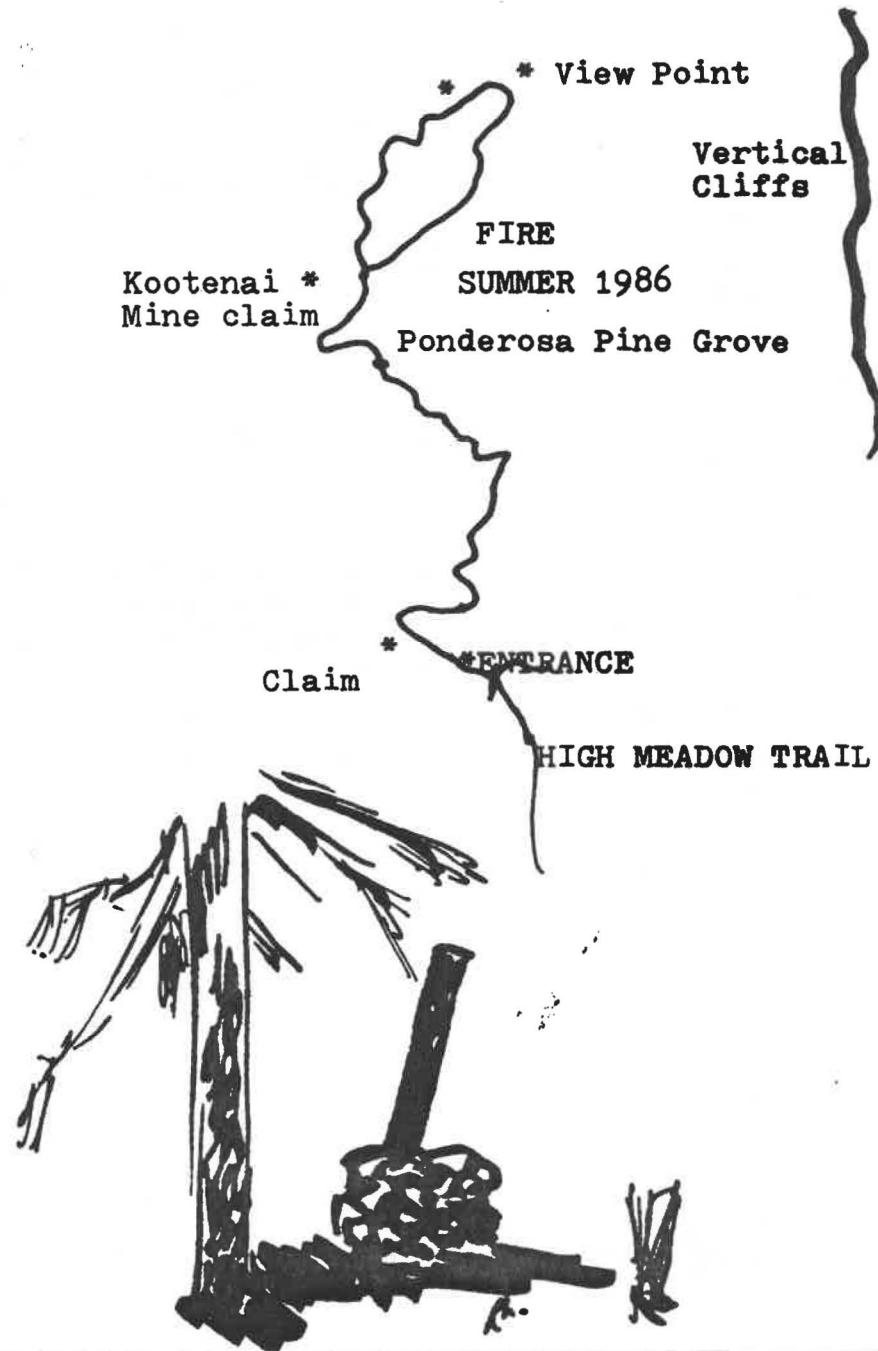 * * View Point
Vertical
Cliffs
FIRE
Kootenai * SUMMER 1986
Mine claim
Ponderosa Pine Grove
* *ENTRANCE
Claim
HIGH MEADOW TRAIL